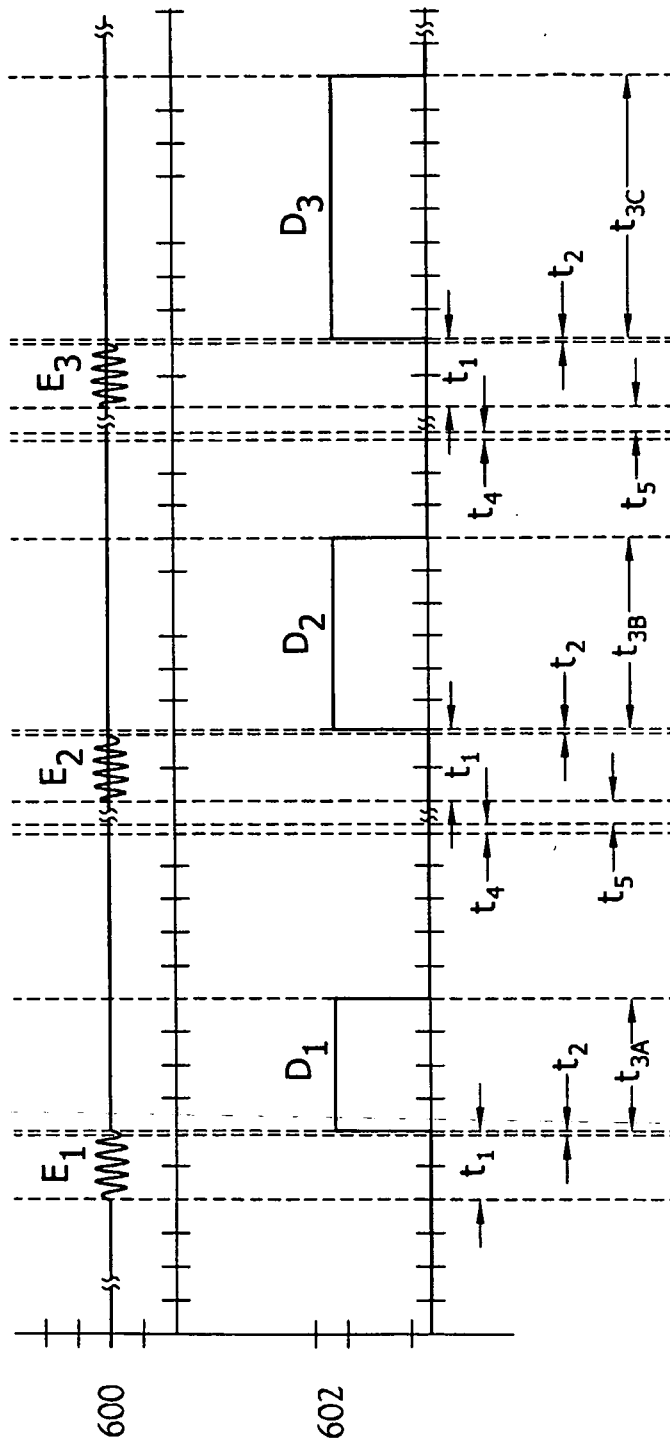 600
E₁
E₂
E₃
602
D₁
D₂
D₃
t₁
t₄
t₁
t₄
t₁
t₂
t₂
t₂
t₃A
t₅
t₃B
t₅
t₃C